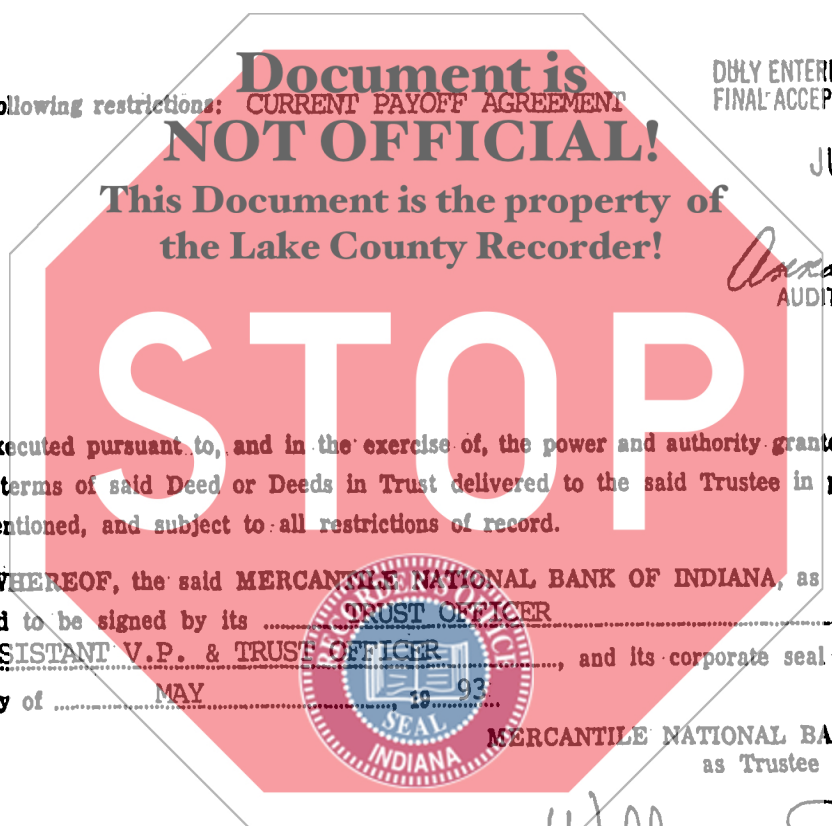 Document is
DULY ENTER
FINAL ACCEP
ollowing restrictions: CURRENT PAYOFF AGREEMENT
NOT OFFICIAL!
JU
This Document is the property of
the Lake County Recorder!
AUDIT
STOP
xecuted pursuant to, and in the exercise of, the power and authority grante
terms of said Deed or Deeds in Trust delivered to the said Trustee in p
entioned, and subject to all restrictions of record.
WHEREOF, the said MERCANTILE NATIONAL BANK OF INDIANA, as
d to be signed by its TRUST OFFICER
SISTANT V.P. & TRUST OFFICER, and its corporate seal
y of MAY, 19 93
RECORDER'S OFFICE
SEAL
INDIANA
MERCANTILE NATIONAL BA
as Trustee